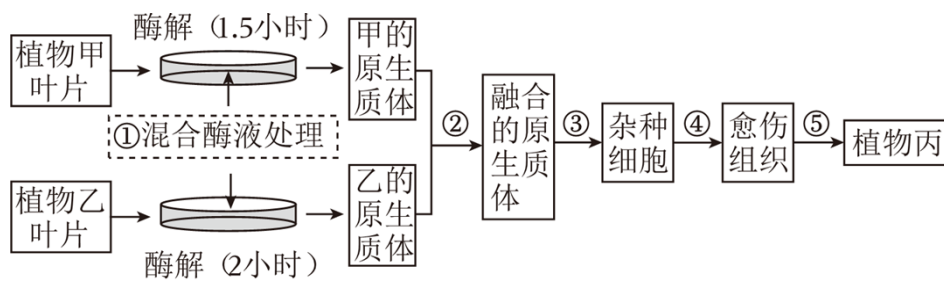 酶解（1.5小时）
植物甲
叶片
甲的
原生
质体
①混合酶液处理
植物乙
叶片
乙的
原生
质体
酶解（2小时）
②
融合
的原
生质
体
③
杂种
细胞
④
愈伤
组织
⑤
植物丙